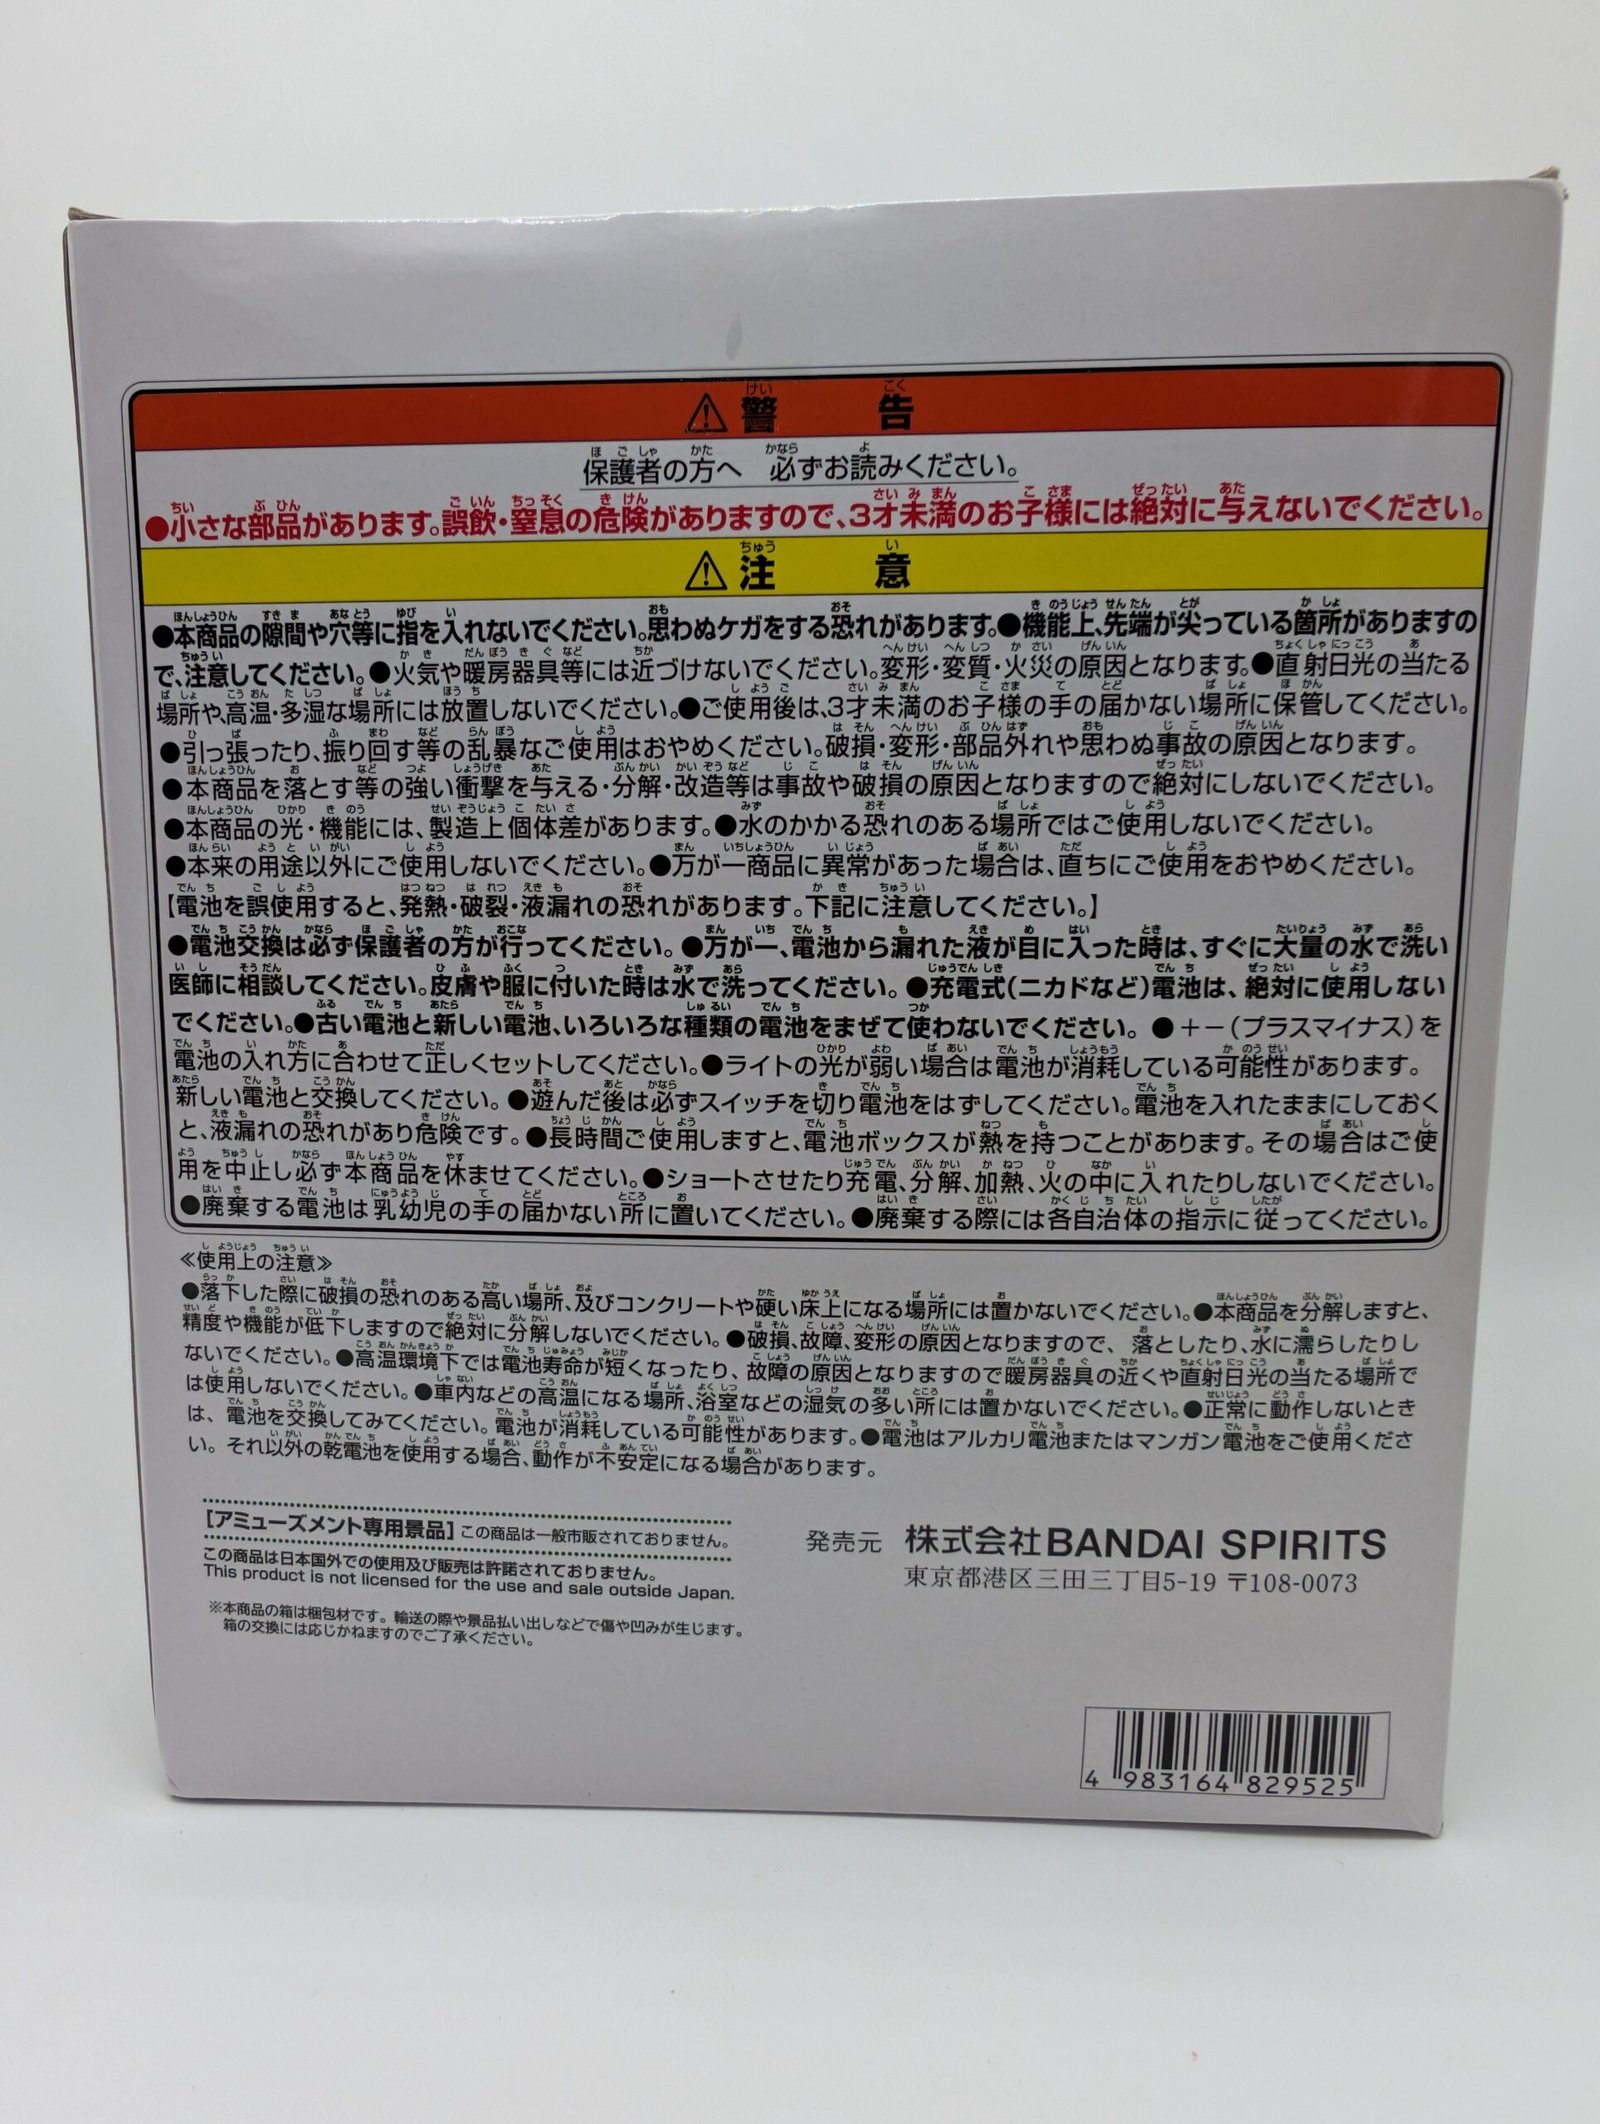 ⚠警告
保護者の方へ 必ずお読みください。
●小さな部品があります。誤飲・窒息の危険がありますので、3才未満のお子様には絶対に与えないでください。
⚠注意
●本商品の隙間や穴等に指を入れないでください。思わぬケガをする恐れがあります。●機能上、先端が尖っている箇所がありますの
で、注意してください。●火気や暖房器具等には近づけないでください。変形・変質・火災の原因となります。●直射日光の当たる
場所や、高温・多湿な場所には放置しないでください。●ご使用後は、3才未満のお子様の手の届かない場所に保管してください。
●引っ張ったり、振り回す等の乱暴なご使用はおやめください。破損・変形・部品外れや思わぬ事故の原因となります。
●本商品を落とす等の強い衝撃を与える・分解・改造等は事故や破損の原因となりますので絶対にしないでください。
●本商品の光・機能には、製造上個体差があります。●水のかかる恐れのある場所ではご使用しないでください。
●本来の用途以外にご使用しないでください。●万が一商品に異常があった場合は、直ちにご使用をおやめください。
【電池を誤使用すると、発熱・破裂・液漏れの恐れがあります。下記に注意してください。】
●電池交換は必ず保護者の方が行ってください。●万が一、電池から漏れた液が目に入った時は、すぐに大量の水で洗い
医師に相談してください。皮膚や服に付いた時は水で洗ってください。●充電式(ニカドなど)電池は、絶対に使用しない
でください。●古い電池と新しい電池、いろいろな種類の電池をまぜて使わないでください。●+−(プラスマイナス)を
電池の入れ方に合わせて正しくセットしてください。●ライトの光が弱い場合は電池が消耗している可能性があります。
新しい電池と交換してください。●遊んだ後は必ずスイッチを切り電池をはずしてください。電池を入れたままにしておく
と、液漏れの恐れがあり危険です。●長時間ご使用しますと、電池ボックスが熱を持つことがあります。その場合はご使
用を中止し必ず本商品を休ませてください。●ショートさせたり充電、分解、加熱、火の中に入れたりしないでください。
●廃棄する電池は乳幼児の手の届かない所に置いてください。●廃棄する際には各自治体の指示に従ってください。
≪使用上の注意≫
●落下した際に破損の恐れのある高い場所、及びコンクリートや硬い床上になる場所には置かないでください。●本商品を分解しますと、
精度や機能が低下しますので絶対に分解しないでください。●破損、故障、変形の原因となりますので、落としたり、水に濡らしたりし
ないでください。●高温環境下では電池寿命が短くなったり、故障の原因となりますので暖房器具の近くや直射日光の当たる場所で
は使用しないでください。●車内などの高温になる場所、浴室などの湿気の多い所には置かないでください。●正常に動作しないとき
は、電池を交換してみてください。電池が消耗している可能性があります。●電池はアルカリ電池またはマンガン電池をご使用くださ
い。それ以外の乾電池を使用する場合、動作が不安定になる場合があります。
[アミューズメント専用景品]この商品は一般市販されておりません。
この商品は日本国外での使用及び販売は許諾されておりません。
This product is not licensed for the use and sale outside Japan.
※本商品の箱は梱包材です。輸送の際や景品払い出しなどで傷や凹みが生じます。
箱の交換には応じかねますのでご了承ください。
発売元 株式会社BANDAI SPIRITS
東京都港区三田三丁目5-19 〒108-0073
4 983164 829525